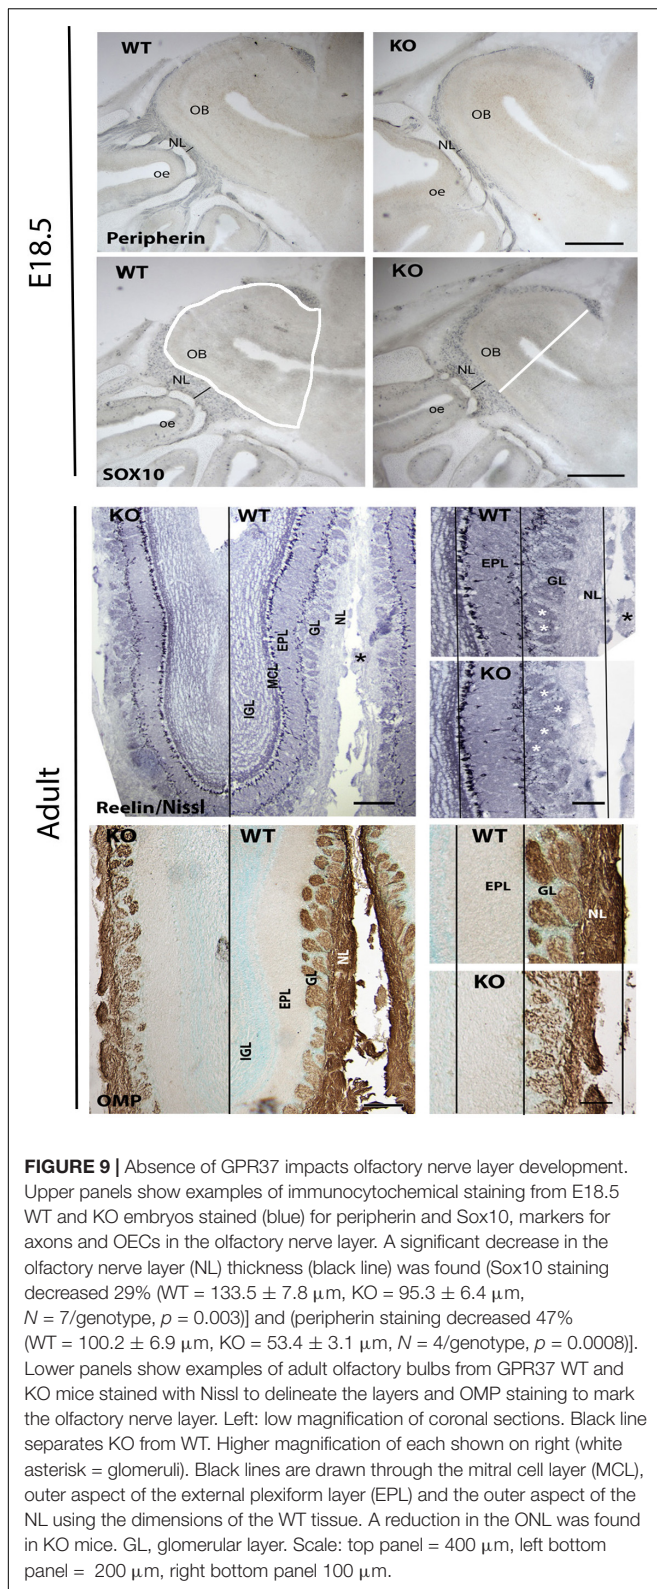 WT
KO
OB
OB
NL
NL
oe
oe
Peripherin
E18.5
WT
KO
OB
OB
NL
NL
oe
oe
SOX10
KO
WT
WT
EPL
GL
NL
*
*
*
IGL
MCL
EPL
GL
NL
*
KO
*
*
*
*
Reelin/Nissl
Adult
KO
WT
WT
EPL
GL
NL
IGL
EPL
GL
NL
KO
OMP
FIGURE 9 | Absence of GPR37 impacts olfactory nerve layer development.
Upper panels show examples of immunocytochemical staining from E18.5
WT and KO embryos stained (blue) for peripherin and Sox10, markers for
axons and OECs in the olfactory nerve layer. A significant decrease in the
olfactory nerve layer (NL) thickness (black line) was found (Sox10 staining
decreased 29% (WT = 133.5 ± 7.8 μm, KO = 95.3 ± 6.4 μm,
N = 7/genotype, p = 0.003)] and (peripherin staining decreased 47%
(WT = 100.2 ± 6.9 μm, KO = 53.4 ± 3.1 μm, N = 4/genotype, p = 0.0008)].
Lower panels show examples of adult olfactory bulbs from GPR37 WT and
KO mice stained with Nissl to delineate the layers and OMP staining to mark
the olfactory nerve layer. Left: low magnification of coronal sections. Black line
separates KO from WT. Higher magnification of each shown on right (white
asterisk = glomeruli). Black lines are drawn through the mitral cell layer (MCL),
outer aspect of the external plexiform layer (EPL) and the outer aspect of the
NL using the dimensions of the WT tissue. A reduction in the ONL was found
in KO mice. GL, glomerular layer. Scale: top panel = 400 μm, left bottom
panel = 200 μm, right bottom panel 100 μm.